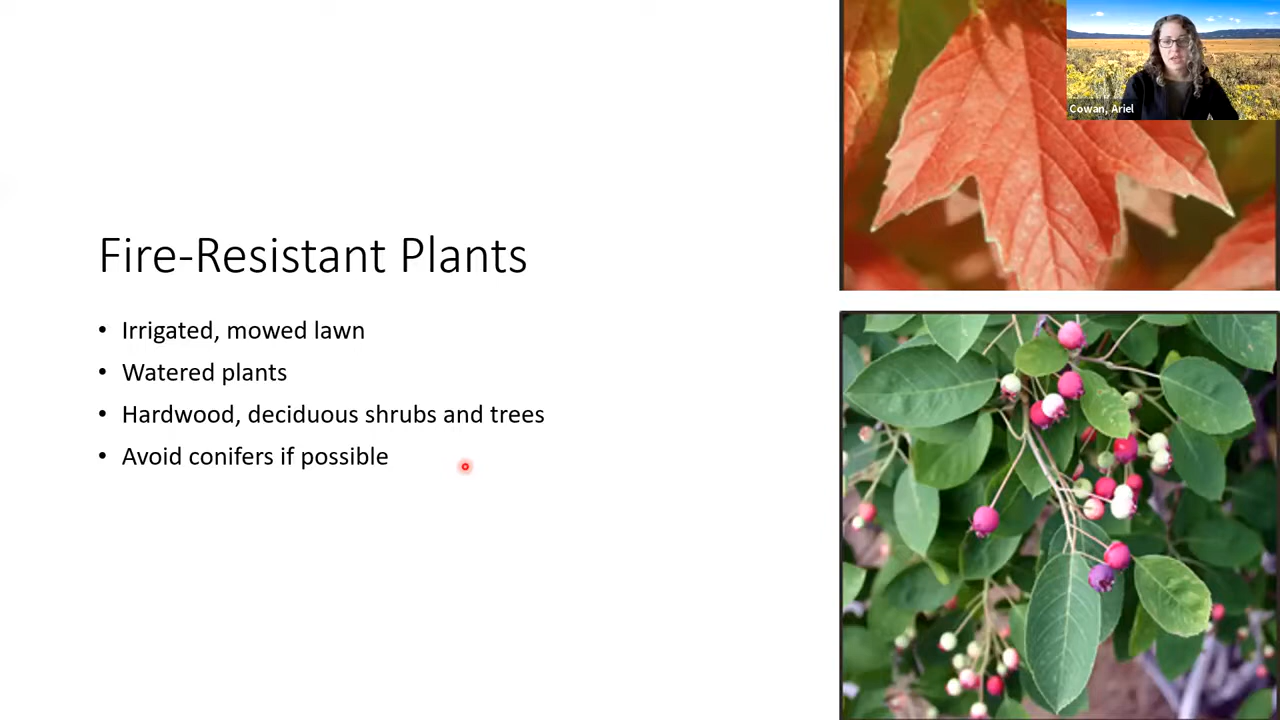 Cowan, Ariel
Fire-Resistant Plants
• Irrigated, mowed lawn
• Watered plants
• Hardwood, deciduous shrubs and trees
• Avoid conifers if possible